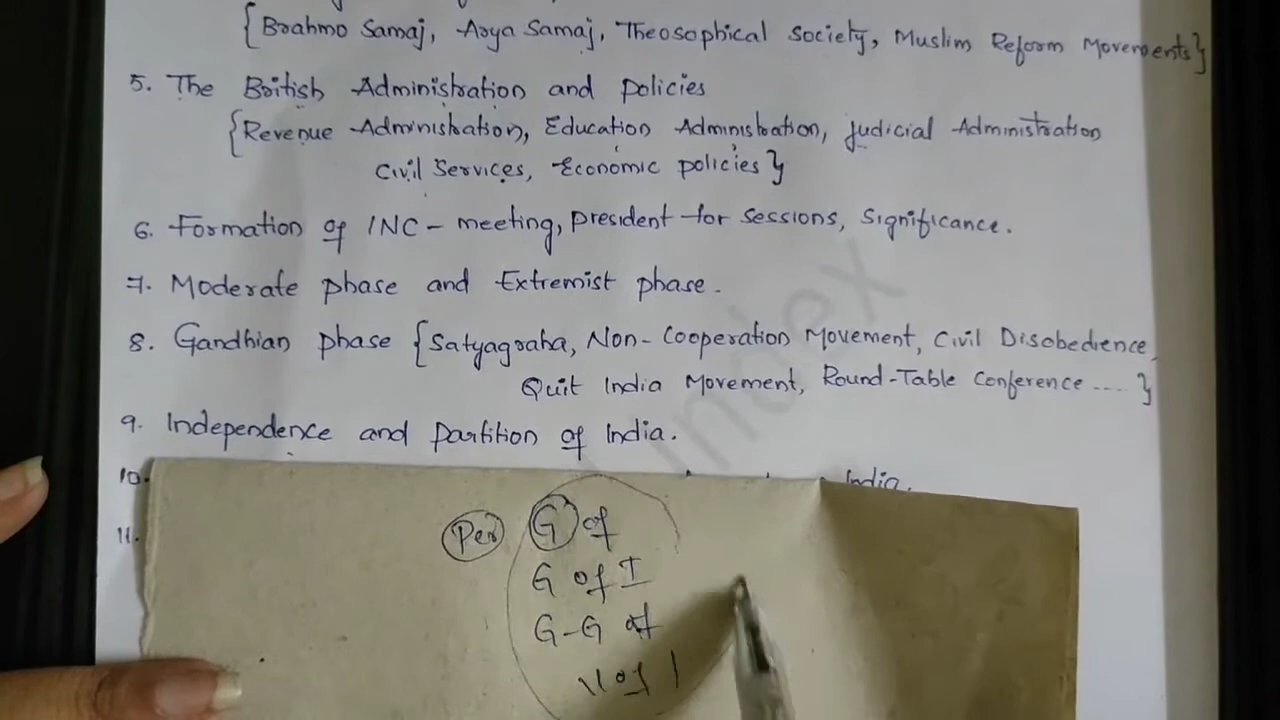 {Brahmo Samaj, Arya Samaj, Theosophical Society, Muslim Reform Movements}
5. The British Administration and policies
{Revenue Administration, Education Administration, Judicial Administration
Civil Services, Economic policies}
6. Formation of INC - meeting, president for sessions, Significance.
7. Moderate phase and Extremist phase.
8. Gandhian phase {Satyagraha, Non-Cooperation Movement, Civil Disobedience,
Quit India Movement, Round-Table Conference ....}
9. Independence and partition of India.
10. India.
11.
Per G of
G of I
G-G of
V of I
index